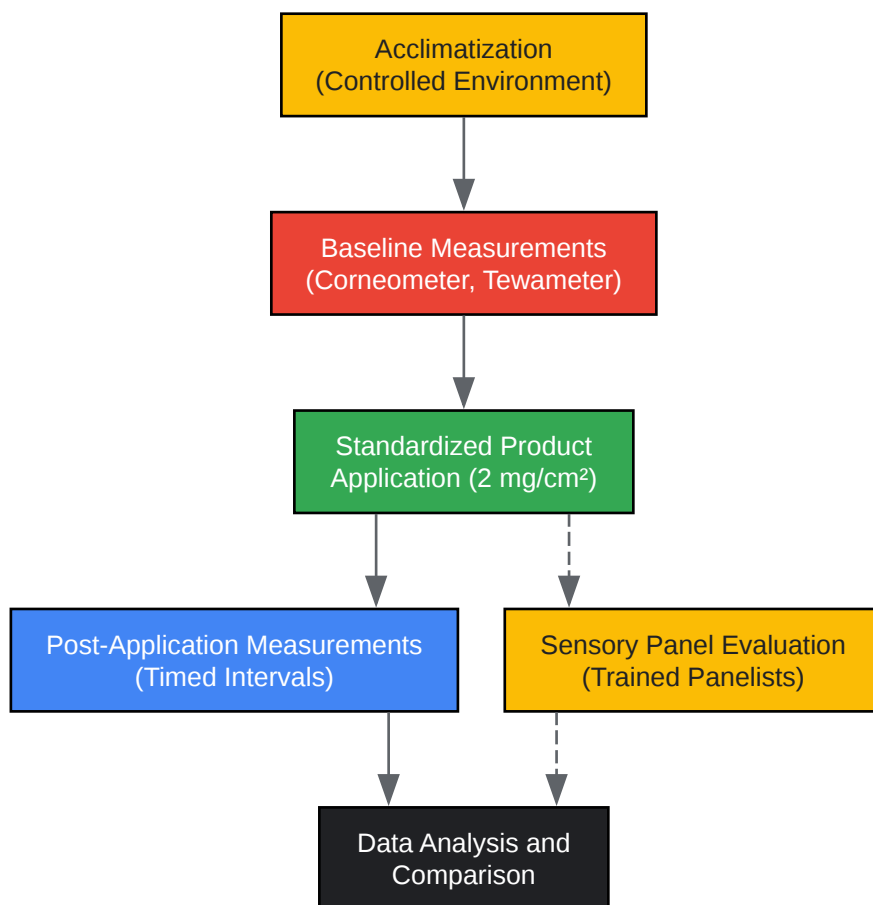 Acclimatization
(Controlled Environment)
Baseline Measurements
(Corneometer, Tewameter)
Standardized Product
Application (2 mg/cm²)
Post-Application Measurements
(Timed Intervals)
Sensory Panel Evaluation
(Trained Panelists)
Data Analysis and
Comparison